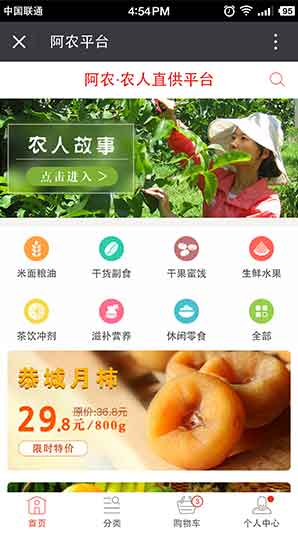 中国联通 4:54 PM 95
阿农平台
阿农·农人直供平台
农人故事
点击进入 >
米面粮油 干货副食 干果蜜饯 生鲜水果
茶饮冲剂 滋补营养 休闲零食 全部
恭城月柿
原价:36.8元
29.8元/800g
限时特价
3
首页 分类 购物车 个人中心